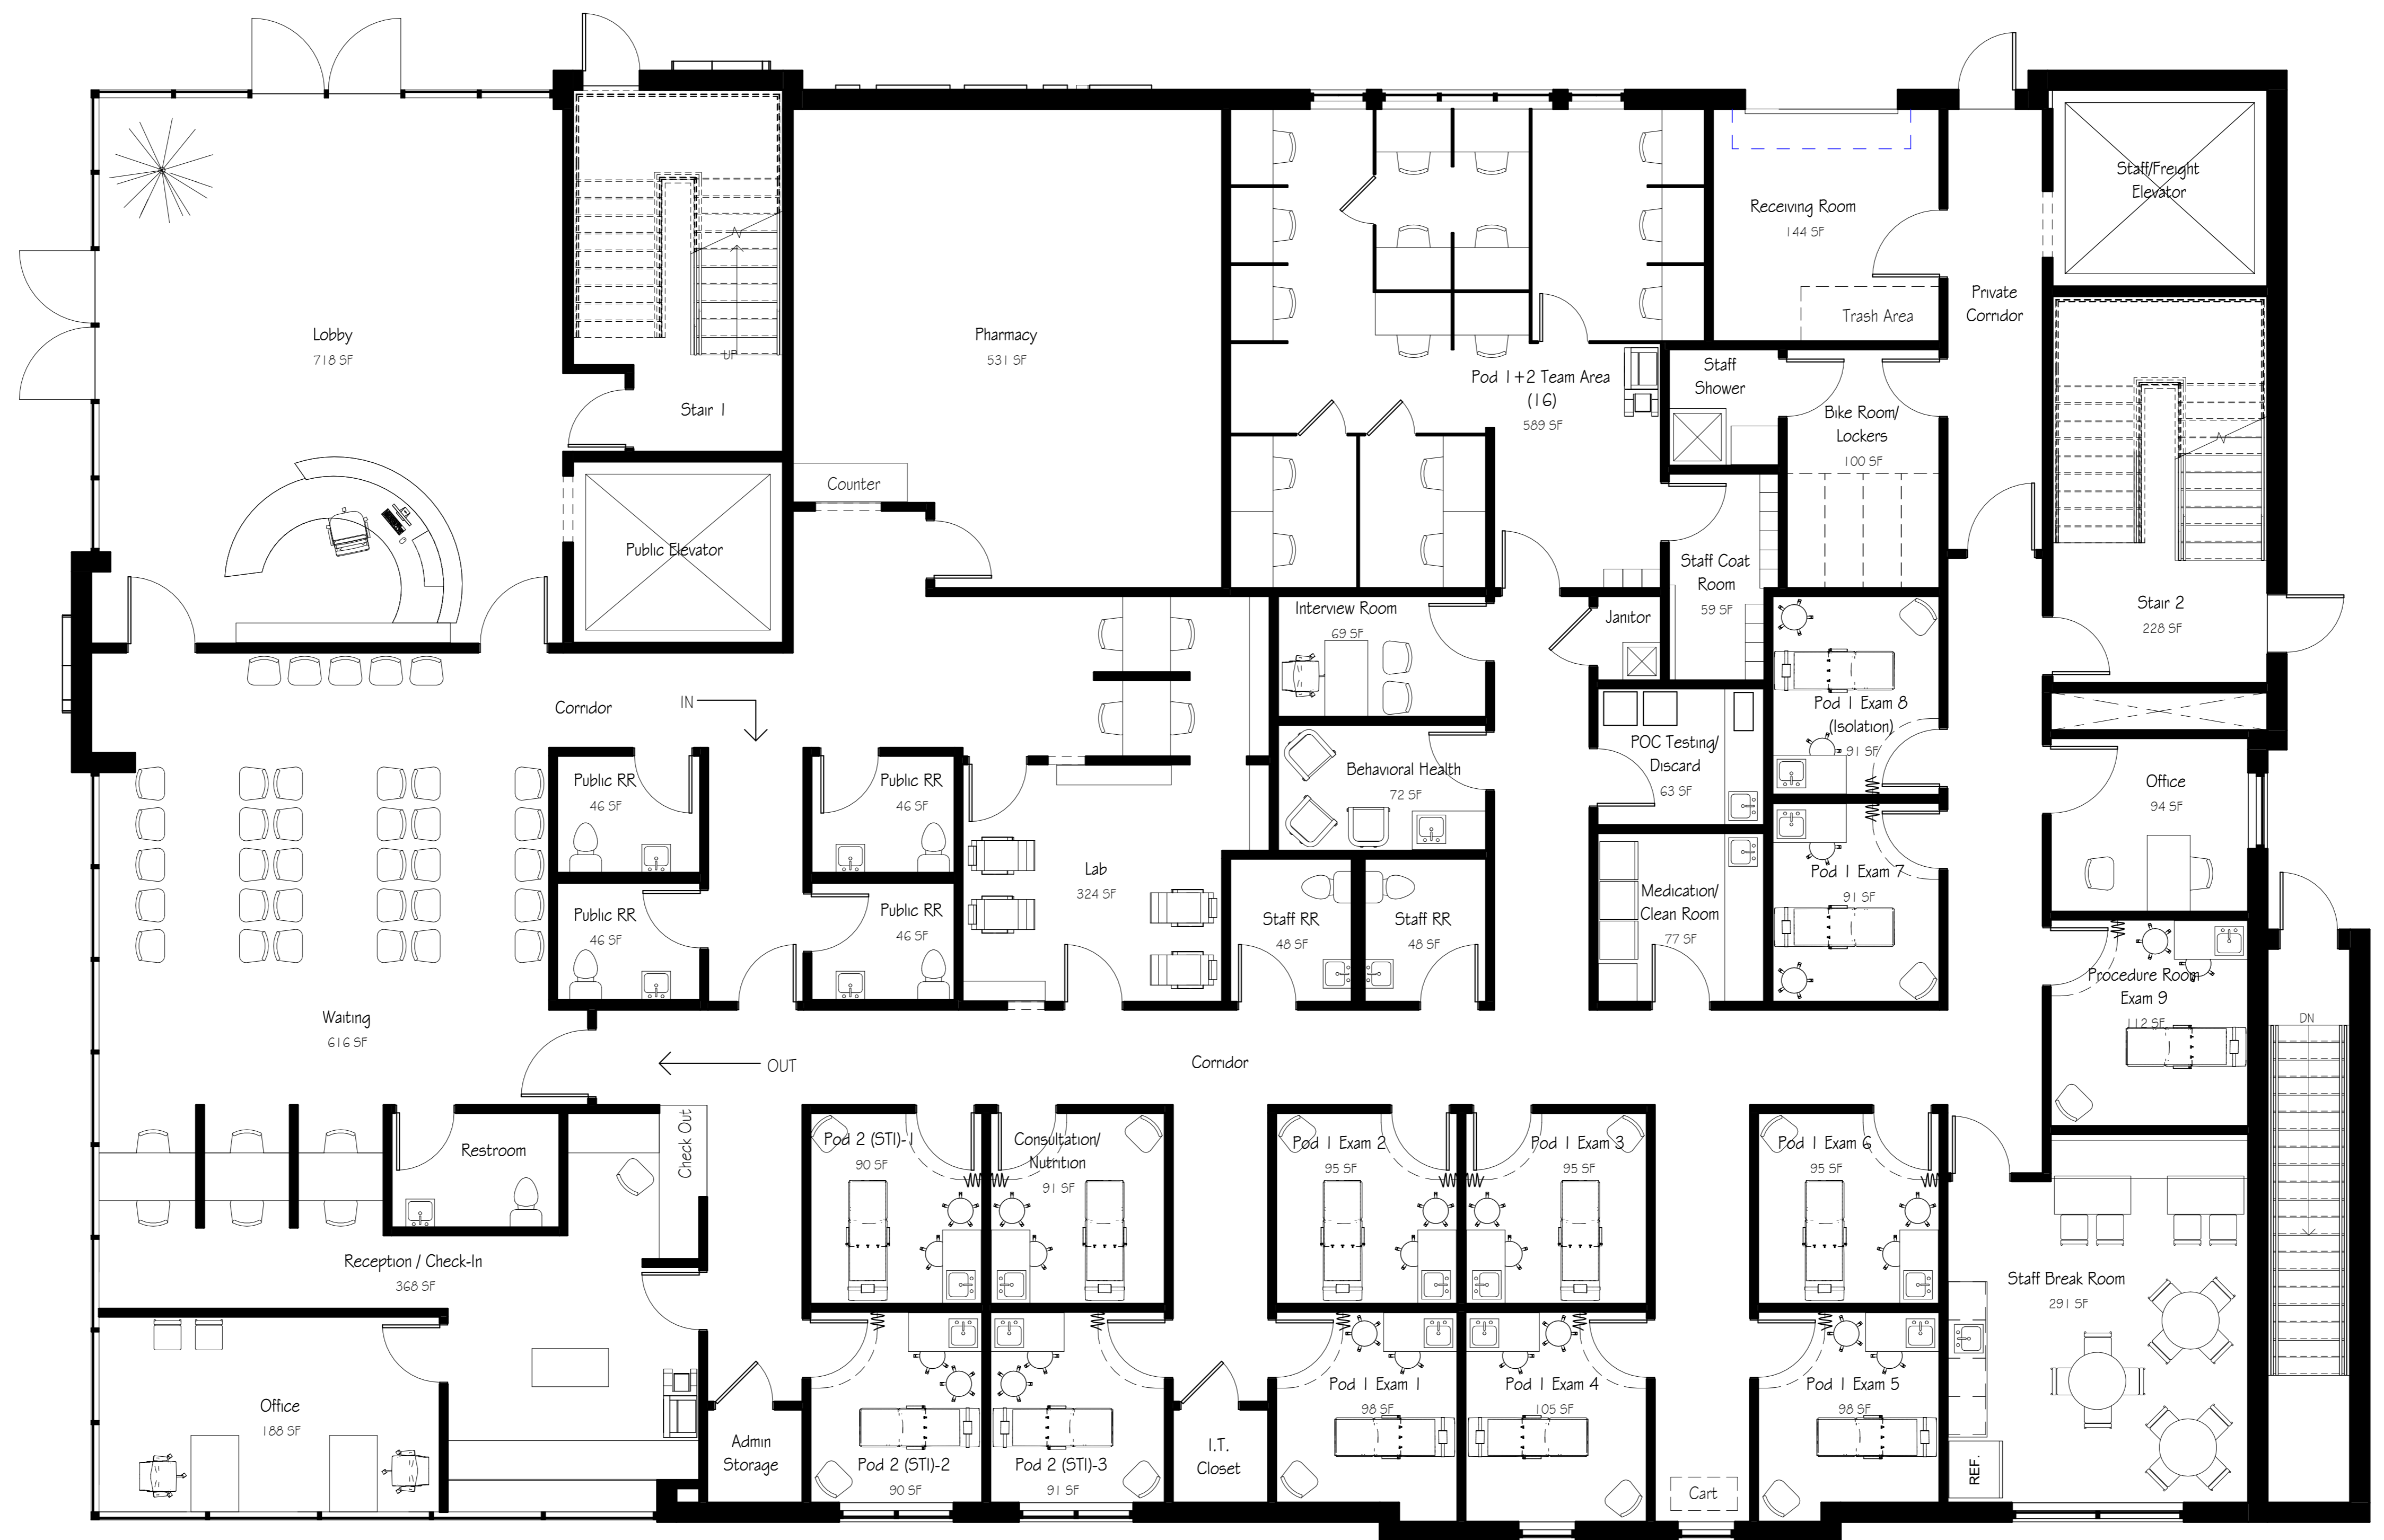 Lobby
718 SF
UP
Stair 1
Public Elevator
Pharmacy
531 SF
Counter
Pod 1+2 Team Area
(16)
589 SF
Receiving Room
144 SF
Trash Area
Staff/Freight
Elevator
Private
Corridor
Staff
Shower
Bike Room/
Lockers
100 SF
Staff Coat
Room
59 SF
Stair 2
228 SF
Interview Room
69 SF
Janitor
Corridor
IN
Pod 1 Exam 8
(Isolation)
91 SF
POC Testing/
Discard
63 SF
Behavioral Health
72 SF
Office
94 SF
Public RR
46 SF
Public RR
46 SF
Public RR
46 SF
Public RR
46 SF
Lab
324 SF
Staff RR
48 SF
Staff RR
48 SF
Medication/
Clean Room
77 SF
Pod 1 Exam 7
91 SF
Procedure Room
Exam 9
112 SF
DN
Waiting
616 SF
OUT
Corridor
Restroom
Check Out
Pod 2 (STI)-1
90 SF
Consultation/
Nutrition
91 SF
Pod 1 Exam 2
95 SF
Pod 1 Exam 3
95 SF
Pod 1 Exam 6
95 SF
Reception / Check-In
368 SF
Staff Break Room
291 SF
Office
188 SF
Admin
Storage
Pod 2 (STI)-2
90 SF
Pod 2 (STI)-3
91 SF
I.T.
Closet
Pod 1 Exam 1
98 SF
Pod 1 Exam 4
105 SF
Pod 1 Exam 5
98 SF
Cart
REF.